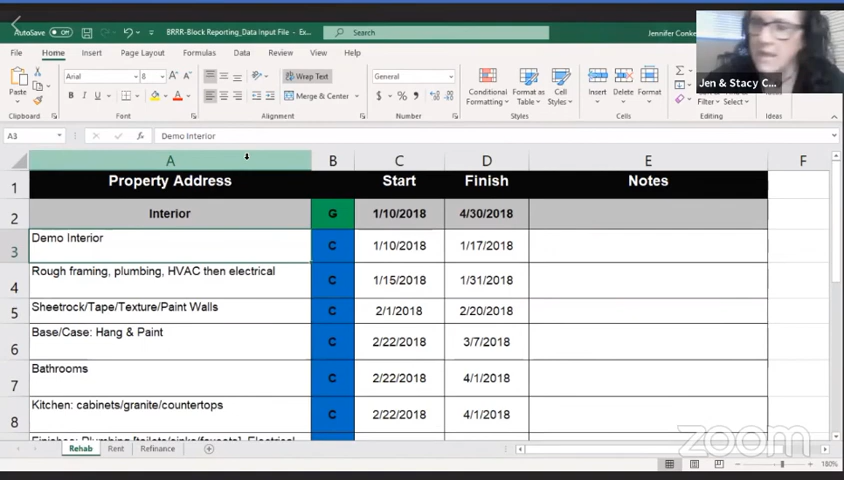 AutoSave Off BRRR-Block Reporting_Data Input File - Ex... Search Jennifer Conke
File Home Insert Page Layout Formulas Data Review View Help
Jen & Stacy C...
Arial 8 A A Wrap Text General
Paste B I U A Merge & Center $ % Conditional Formatting Format as Table Cell Styles Insert Delete Format Filter Select
Clipboard Font Alignment Number Styles Cells
A3 fx Demo Interior
A B C D E F
1 Property Address Start Finish Notes
2 Interior G 1/10/2018 4/30/2018
3 Demo Interior C 1/10/2018 1/17/2018
4 Rough framing, plumbing, HVAC then electrical C 1/15/2018 1/31/2018
5 Sheetrock/Tape/Texture/Paint Walls C 2/1/2018 2/20/2018
6 Base/Case: Hang & Paint C 2/22/2018 3/7/2018
7 Bathrooms C 2/22/2018 4/1/2018
8 Kitchen: cabinets/granite/countertops C 2/22/2018 4/1/2018
Finishes: Plumbing [toilets/sinks/faucets], Electrical
zoom
Rehab Rent Refinance
180%